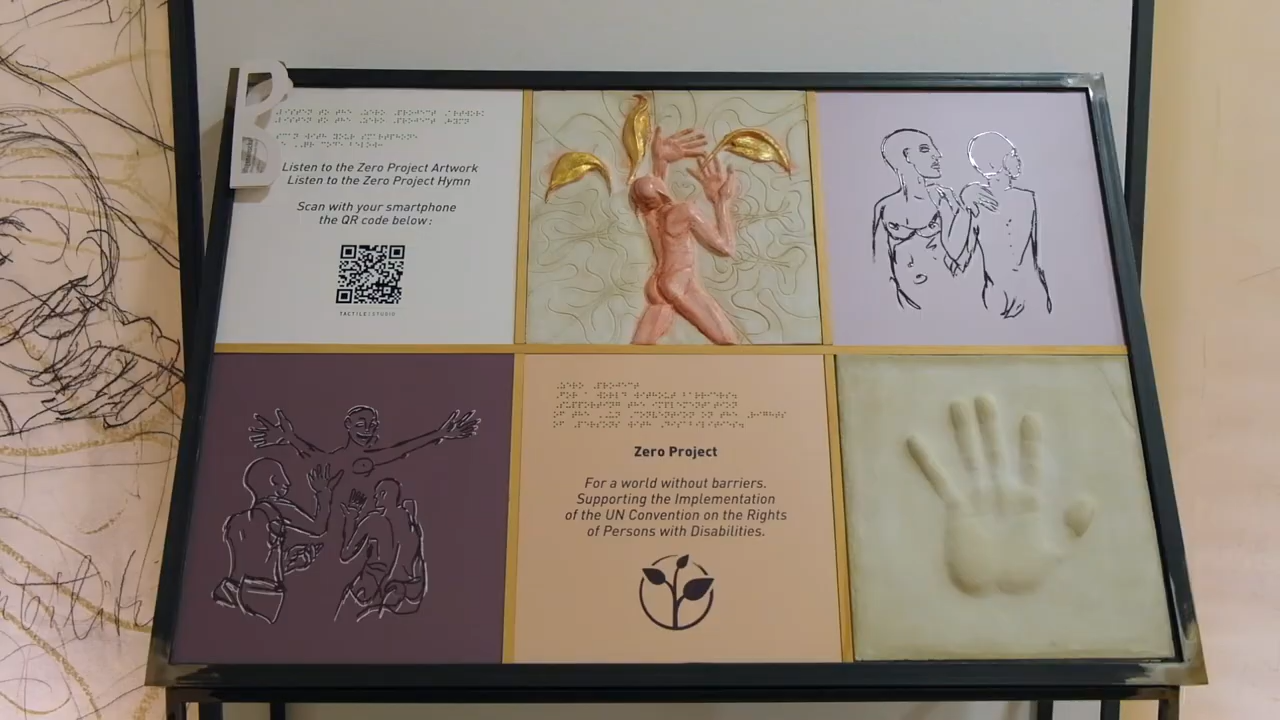 Listen to the Zero Project Artwork
Listen to the Zero Project Hymn
Scan with your smartphone
the QR code below:
TACTILE STUDIO
Zero Project
For a world without barriers.
Supporting the Implementation
of the UN Convention on the Rights
of Persons with Disabilities.